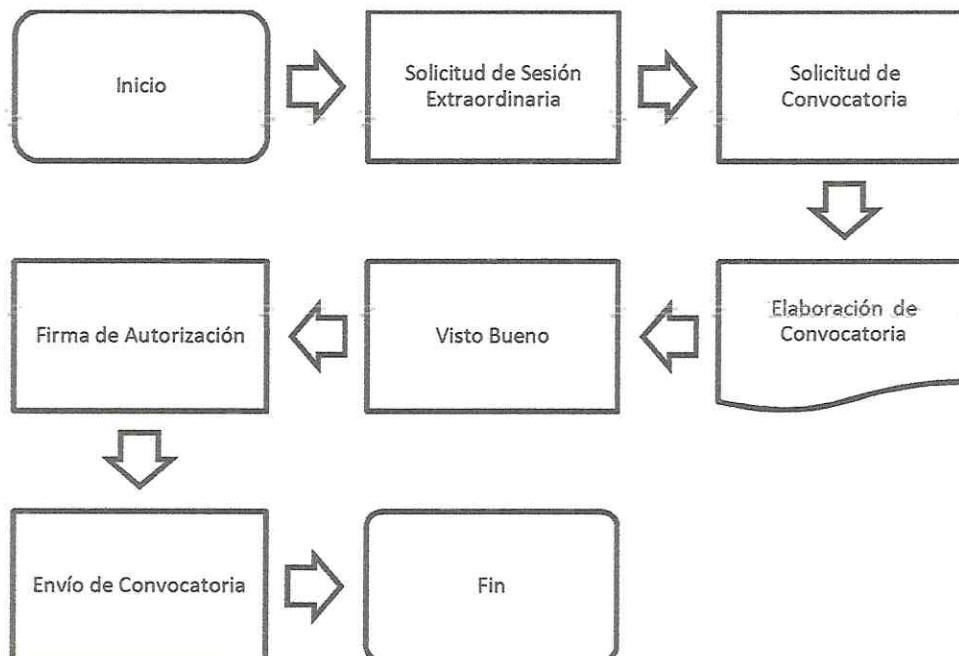 Inicio
Solicitud de Sesión
Extraordinaria
Solicitud de
Convocatoria
Elaboración de
Convocatoria
Visto Bueno
Firma de Autorización
Envío de Convocatoria
Fin